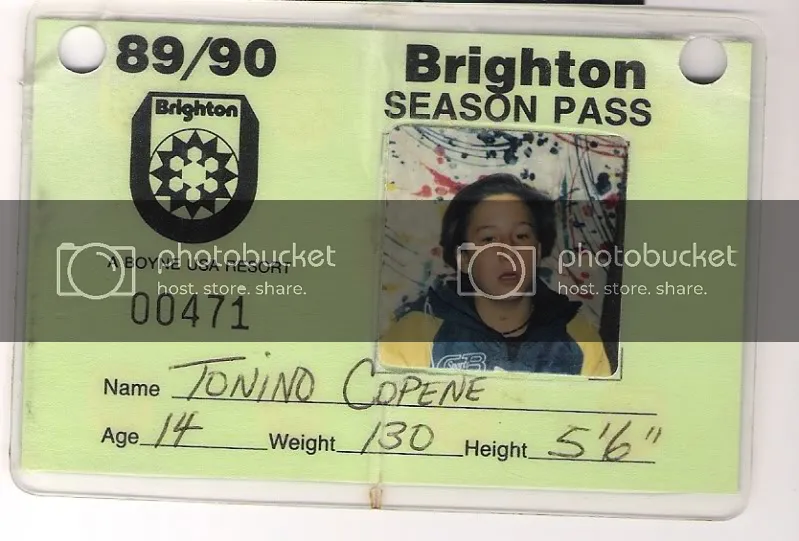 89/90
Brighton
SEASON PASS
Brighton
A BOYNE USA RESORT
00471
photobucket
host. store. share.
photobucket
host. store. share.
Name TONINO COPENE
Age 14 Weight 130 Height 5'6"